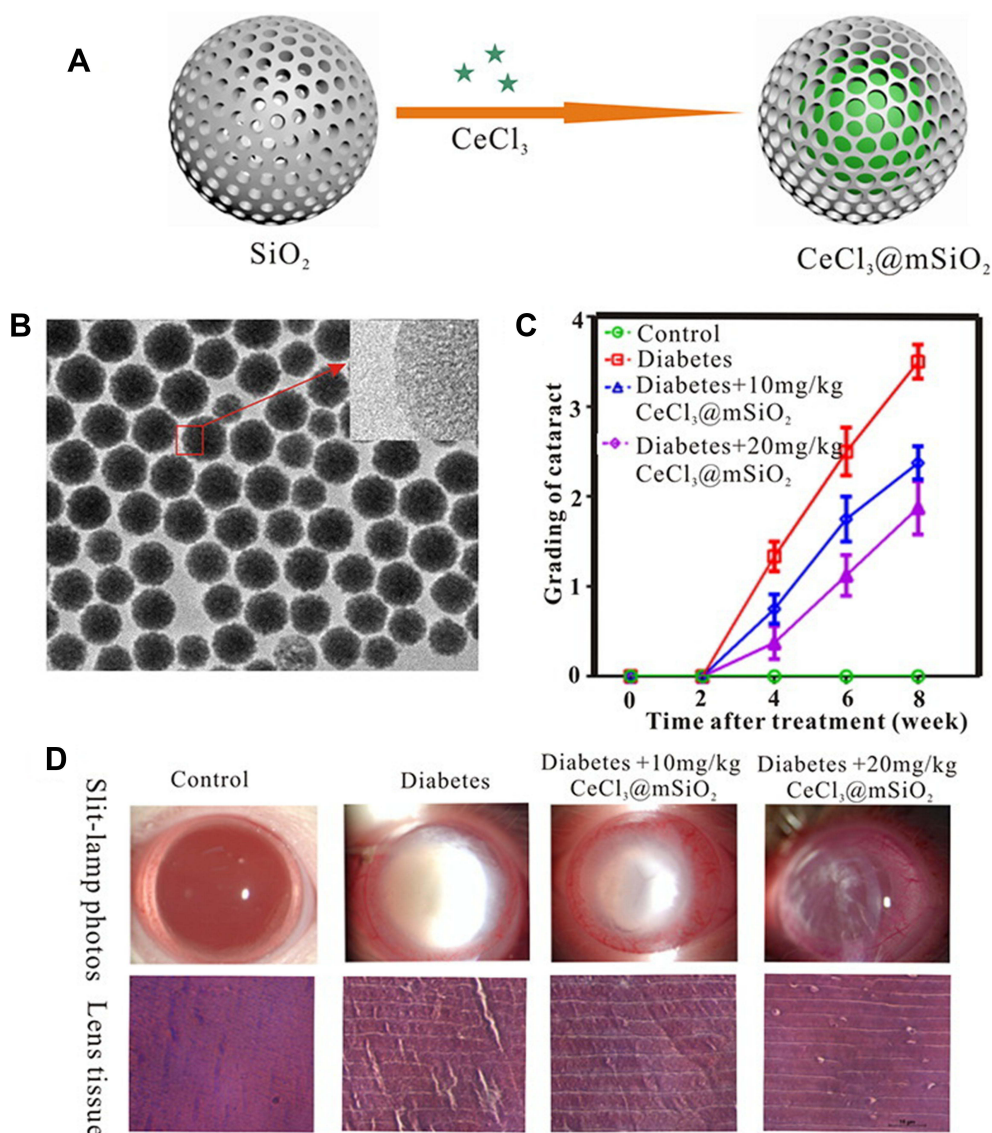 A
CeCl₃
SiO₂
CeCl₃@mSiO₂
B
C
Grading of cataract
4
3
2
1
0
Control
Diabetes
Diabetes+10mg/kg
CeCl₃@mSiO₂
Diabetes+20mg/kg
CeCl₃@mSiO₂
0 2 4 6 8
Time after treatment (week)
D
Control
Diabetes
Diabetes +10mg/kg
CeCl₃@mSiO₂
Diabetes +20mg/kg
CeCl₃@mSiO₂
Slit-lamp photos
Lens tissue